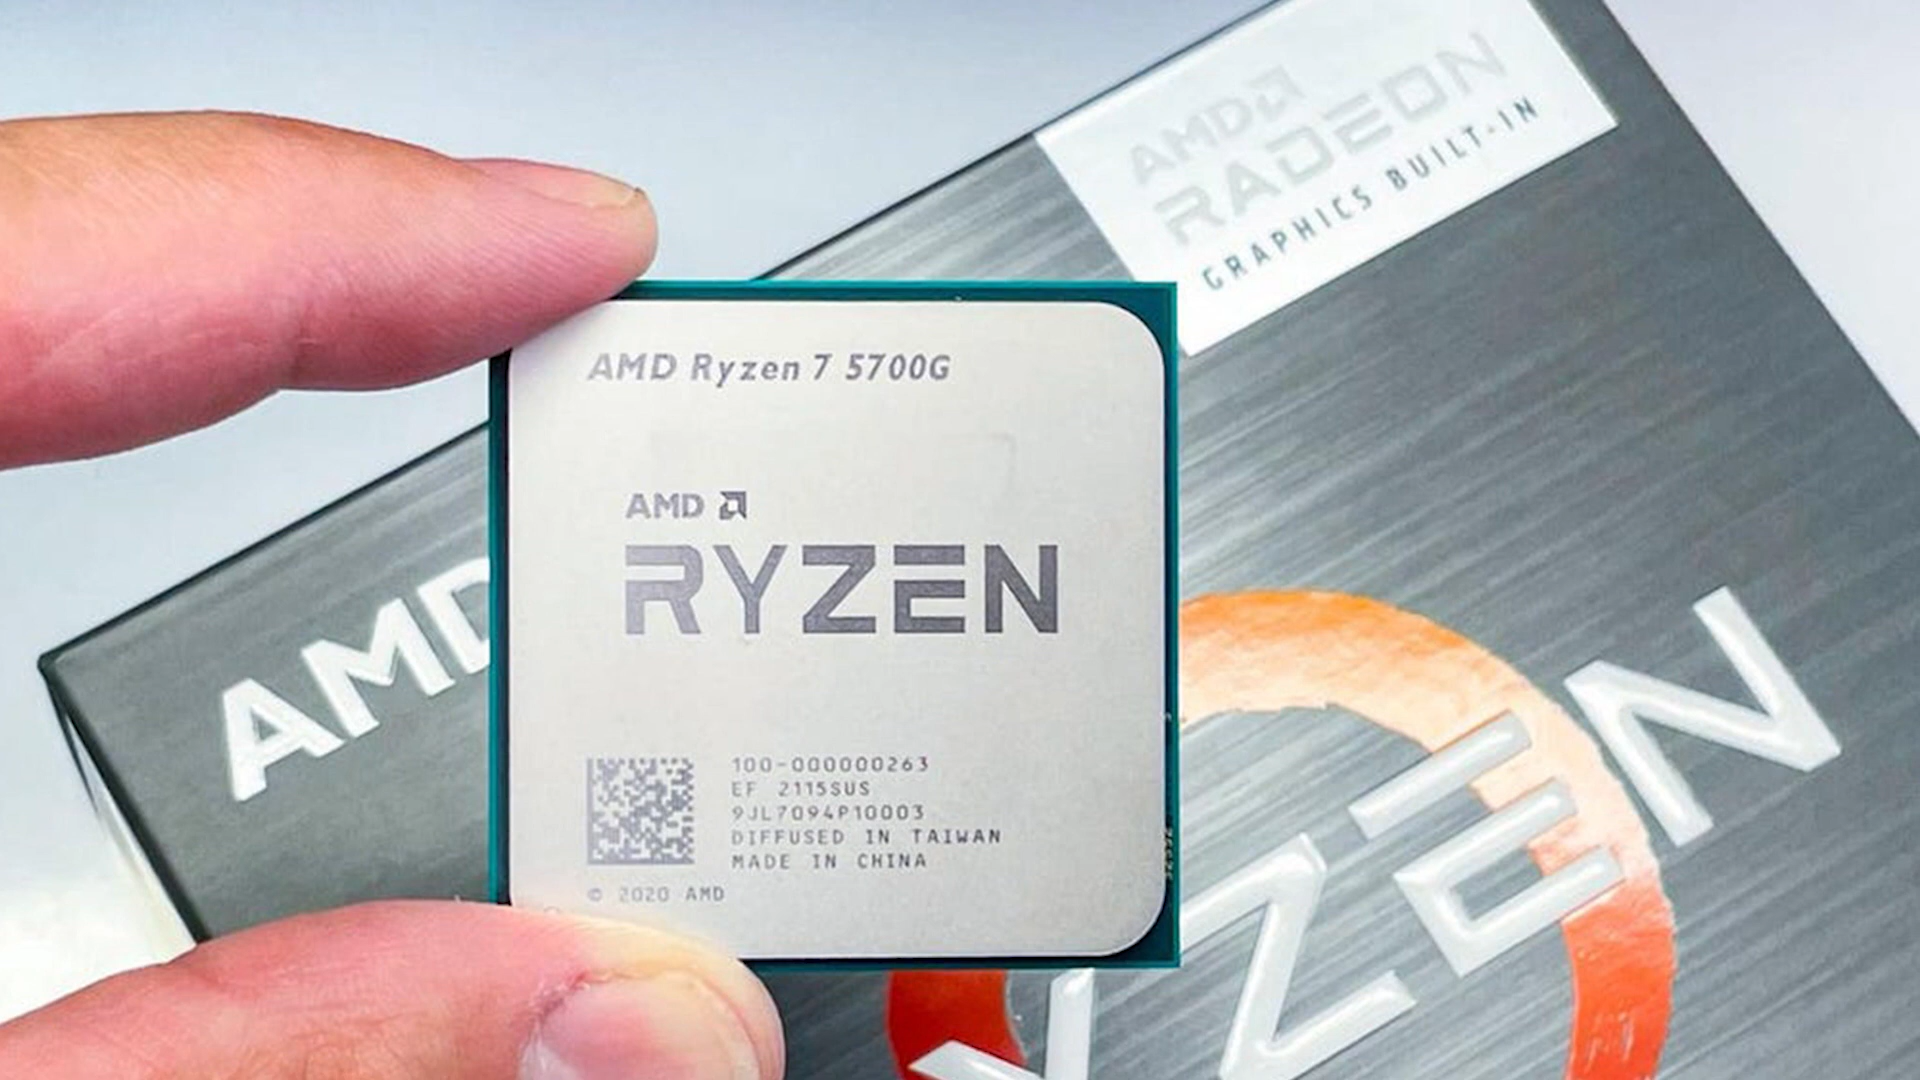 AMD
RADEON
GRAPHICS BUILT-IN
AMD Ryzen 7 5700G
AMD
RYZEN
100-000000263
EF 2115SUS
9JL7094P10003
DIFFUSED IN TAIWAN
MADE IN CHINA
© 2020 AMD
AMD
YZEN